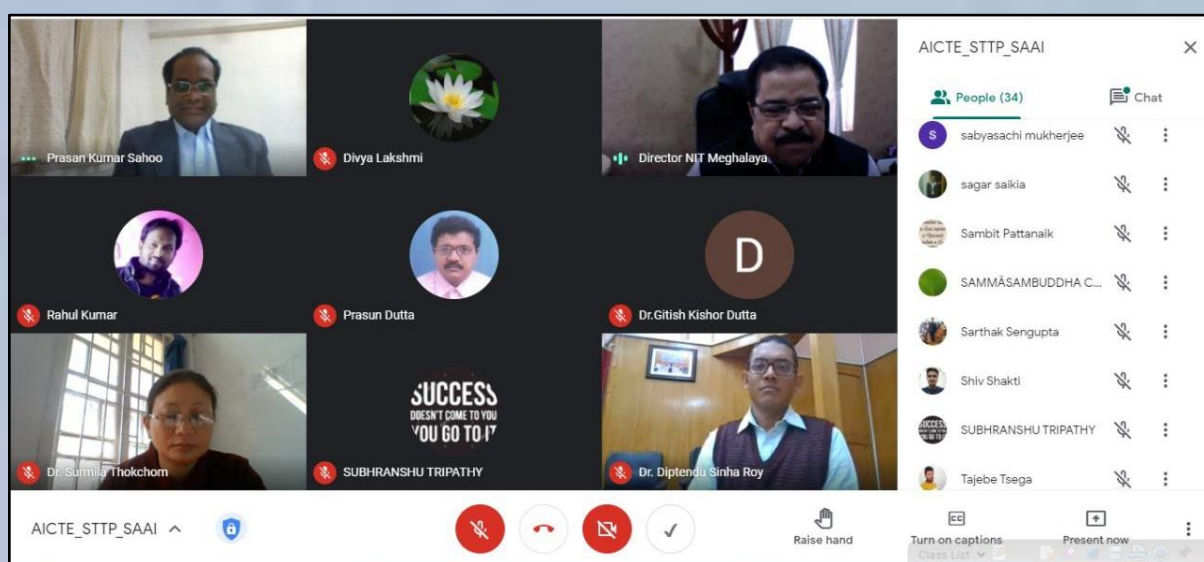 AICTE_STTP_SAAI
People (34)
Chat
Prasan Kumar Sahoo
Divya Lakshmi
Director NIT Meghalaya
Rahul Kumar
Prasun Dutta
D
Dr.Gitish Kishor Dutta
Dr. Surmila Thokchom
SUCCESS
DOESN'T COME TO YOU
YOU GO TO IT
SUBHRANSHU TRIPATHY
Dr. Diptendu Sinha Roy
S
sabyasachi mukherjee
sagar saikia
Sambit Pattanaik
SAMMĀSAMBUDDHA C...
Sarthak Sengupta
Shiv Shakti
SUBHRANSHU TRIPATHY
Tajebe Tsega
AICTE_STTP_SAAI
Raise hand
CC
Turn on captions
Present now
Class List